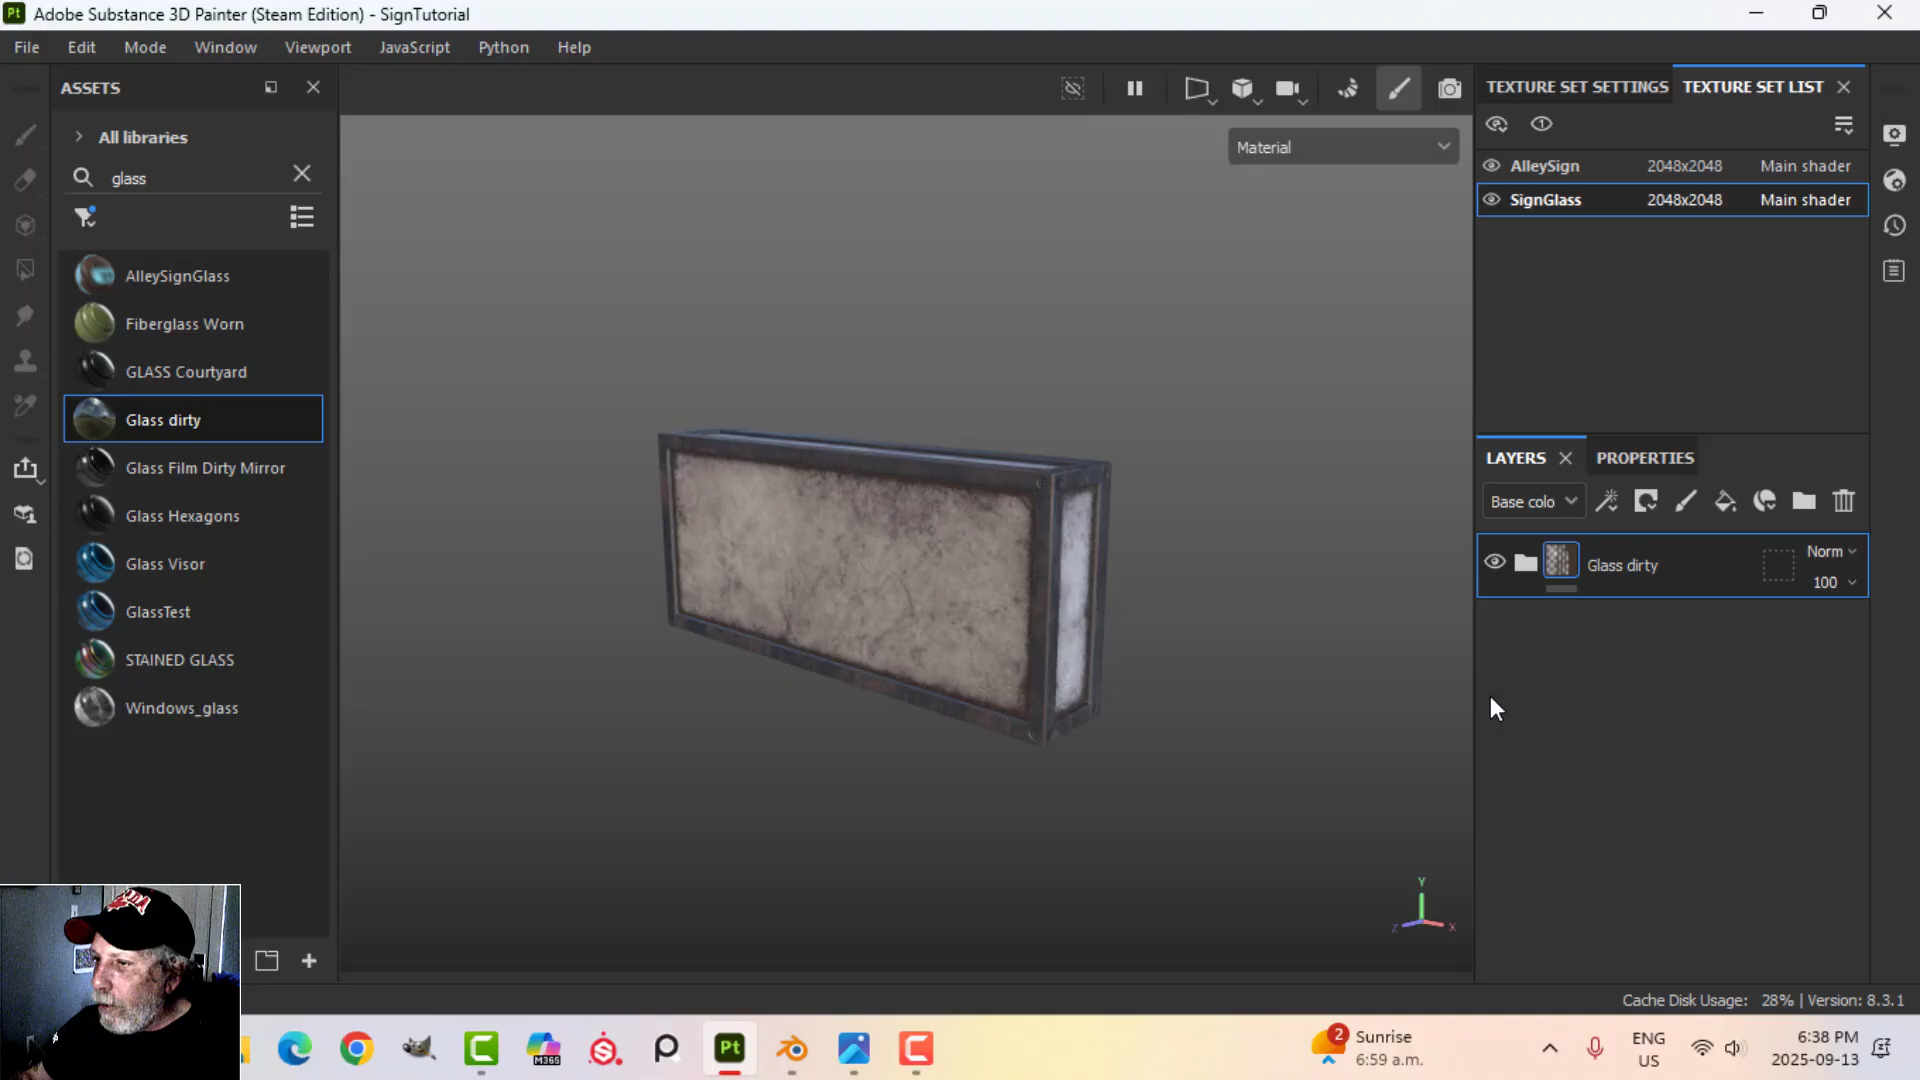 Pt Adobe Substance 3D Painter (Steam Edition) - SignTutorial
File Edit Mode Window Viewport JavaScript Python Help
ASSETS
All libraries
glass
AlleySignGlass
Fiberglass Worn
GLASS Courtyard
Glass dirty
Glass Film Dirty Mirror
Glass Hexagons
Glass Visor
GlassTest
STAINED GLASS
Windows_glass
Material
Y
Z
X
TEXTURE SET SETTINGS TEXTURE SET LIST
AlleySign 2048x2048 Main shader
SignGlass 2048x2048 Main shader
LAYERS PROPERTIES
Base colo
Glass dirty
Norm
100
Cache Disk Usage: 28% | Version: 8.3.1
M365
Pt
2
Sunrise
6:59 a.m.
ENG
US
6:38 PM
2025-09-13